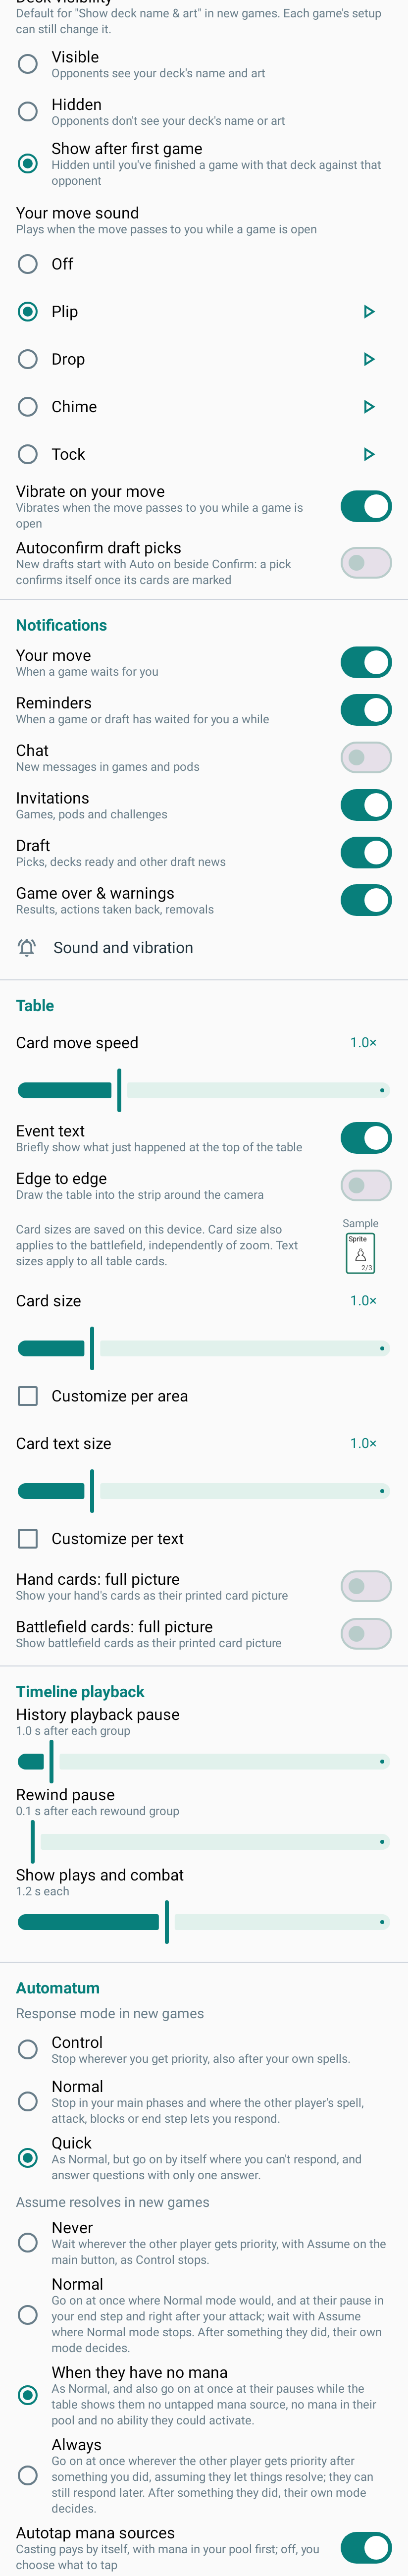 Default for "Show deck name & art" in new games. Each game's setup
can still change it.
Visible
Opponents see your deck's name and art
Hidden
Opponents don't see your deck's name or art
Show after first game
Hidden until you've finished a game with that deck against that
opponent
Your move sound
Plays when the move passes to you while a game is open
Off
Plip
Drop
Chime
Tock
Vibrate on your move
Vibrates when the move passes to you while a game is
open
Autoconfirm draft picks
New drafts start with Auto on beside Confirm: a pick
confirms itself once its cards are marked
Notifications
Your move
When a game waits for you
Reminders
When a game or draft has waited for you a while
Chat
New messages in games and pods
Invitations
Games, pods and challenges
Draft
Picks, decks ready and other draft news
Game over & warnings
Results, actions taken back, removals
Sound and vibration
Table
Card move speed 1.0×
Event text
Briefly show what just happened at the top of the table
Edge to edge
Draw the table into the strip around the camera
Card sizes are saved on this device. Card size also
applies to the battlefield, independently of zoom. Text
sizes apply to all table cards.
Sample
Sprite
2/3
Card size 1.0×
Customize per area
Card text size 1.0×
Customize per text
Hand cards: full picture
Show your hand's cards as their printed card picture
Battlefield cards: full picture
Show battlefield cards as their printed card picture
Timeline playback
History playback pause
1.0 s after each group
Rewind pause
0.1 s after each rewound group
Show plays and combat
1.2 s each
Automatum
Response mode in new games
Control
Stop wherever you get priority, also after your own spells.
Normal
Stop in your main phases and where the other player's spell,
attack, blocks or end step lets you respond.
Quick
As Normal, but go on by itself where you can't respond, and
answer questions with only one answer.
Assume resolves in new games
Never
Wait wherever the other player gets priority, with Assume on the
main button, as Control stops.
Normal
Go on at once where Normal mode would, and at their pause in
your end step and right after your attack; wait with Assume
where Normal mode stops. After something they did, their own
mode decides.
When they have no mana
As Normal, and also go on at once at their pauses while the
table shows them no untapped mana source, no mana in their
pool and no ability they could activate.
Always
Go on at once wherever the other player gets priority after
something you did, assuming they let things resolve; they can
still respond later. After something they did, their own mode
decides.
Autotap mana sources
Casting pays by itself, with mana in your pool first; off, you
choose what to tap